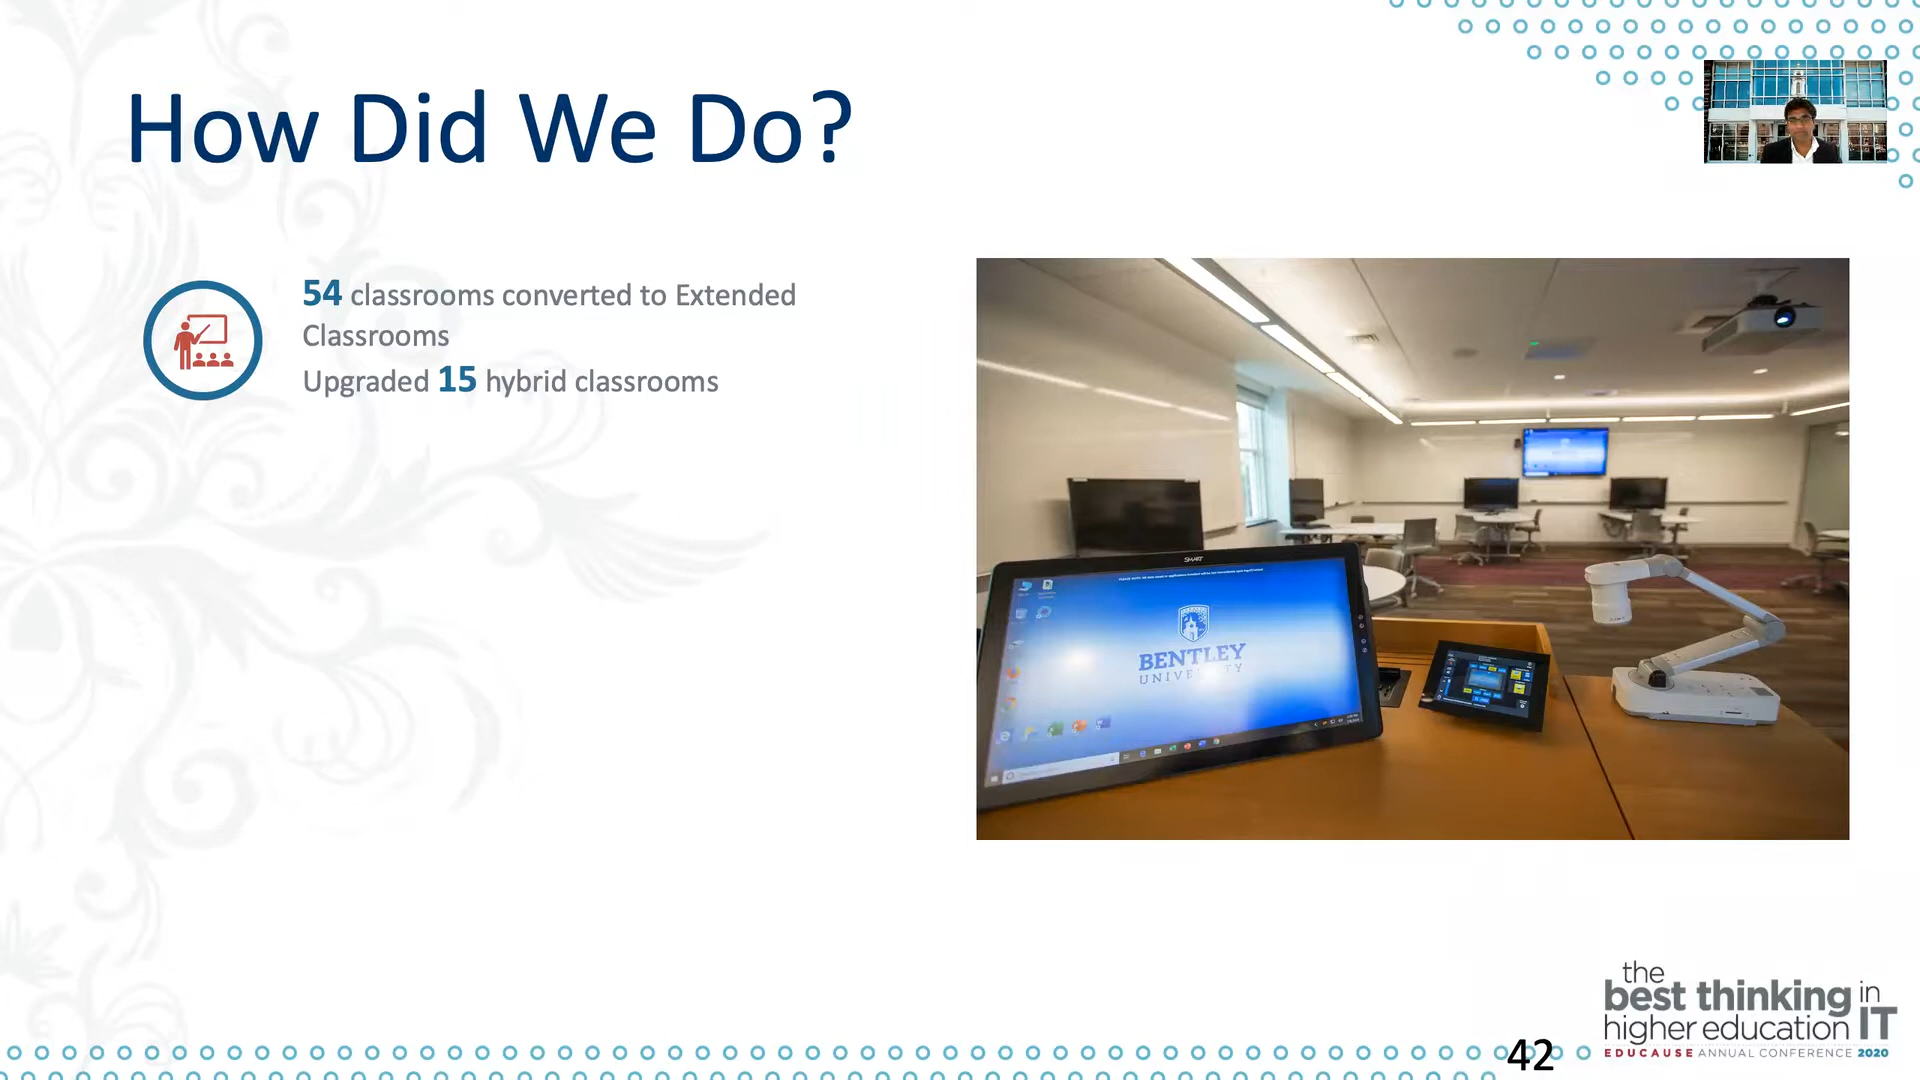 How Did We Do?
54 classrooms converted to Extended
Classrooms
Upgraded 15 hybrid classrooms
SMART
BENTLEY
UNIVERSITY
the
best thinking in
higher education IT
EDUCAUSE ANNUAL CONFERENCE 2020
42